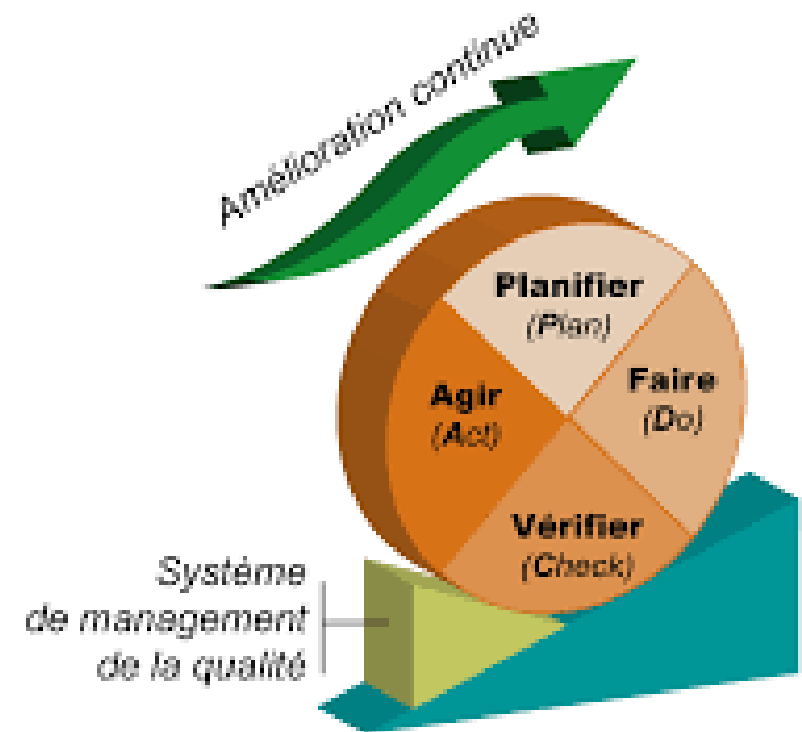 Amélioration continue
Planifier
(Plan)
Faire
(Do)
Agir
(Act)
Vérifier
(Check)
Système
de management
de la qualité